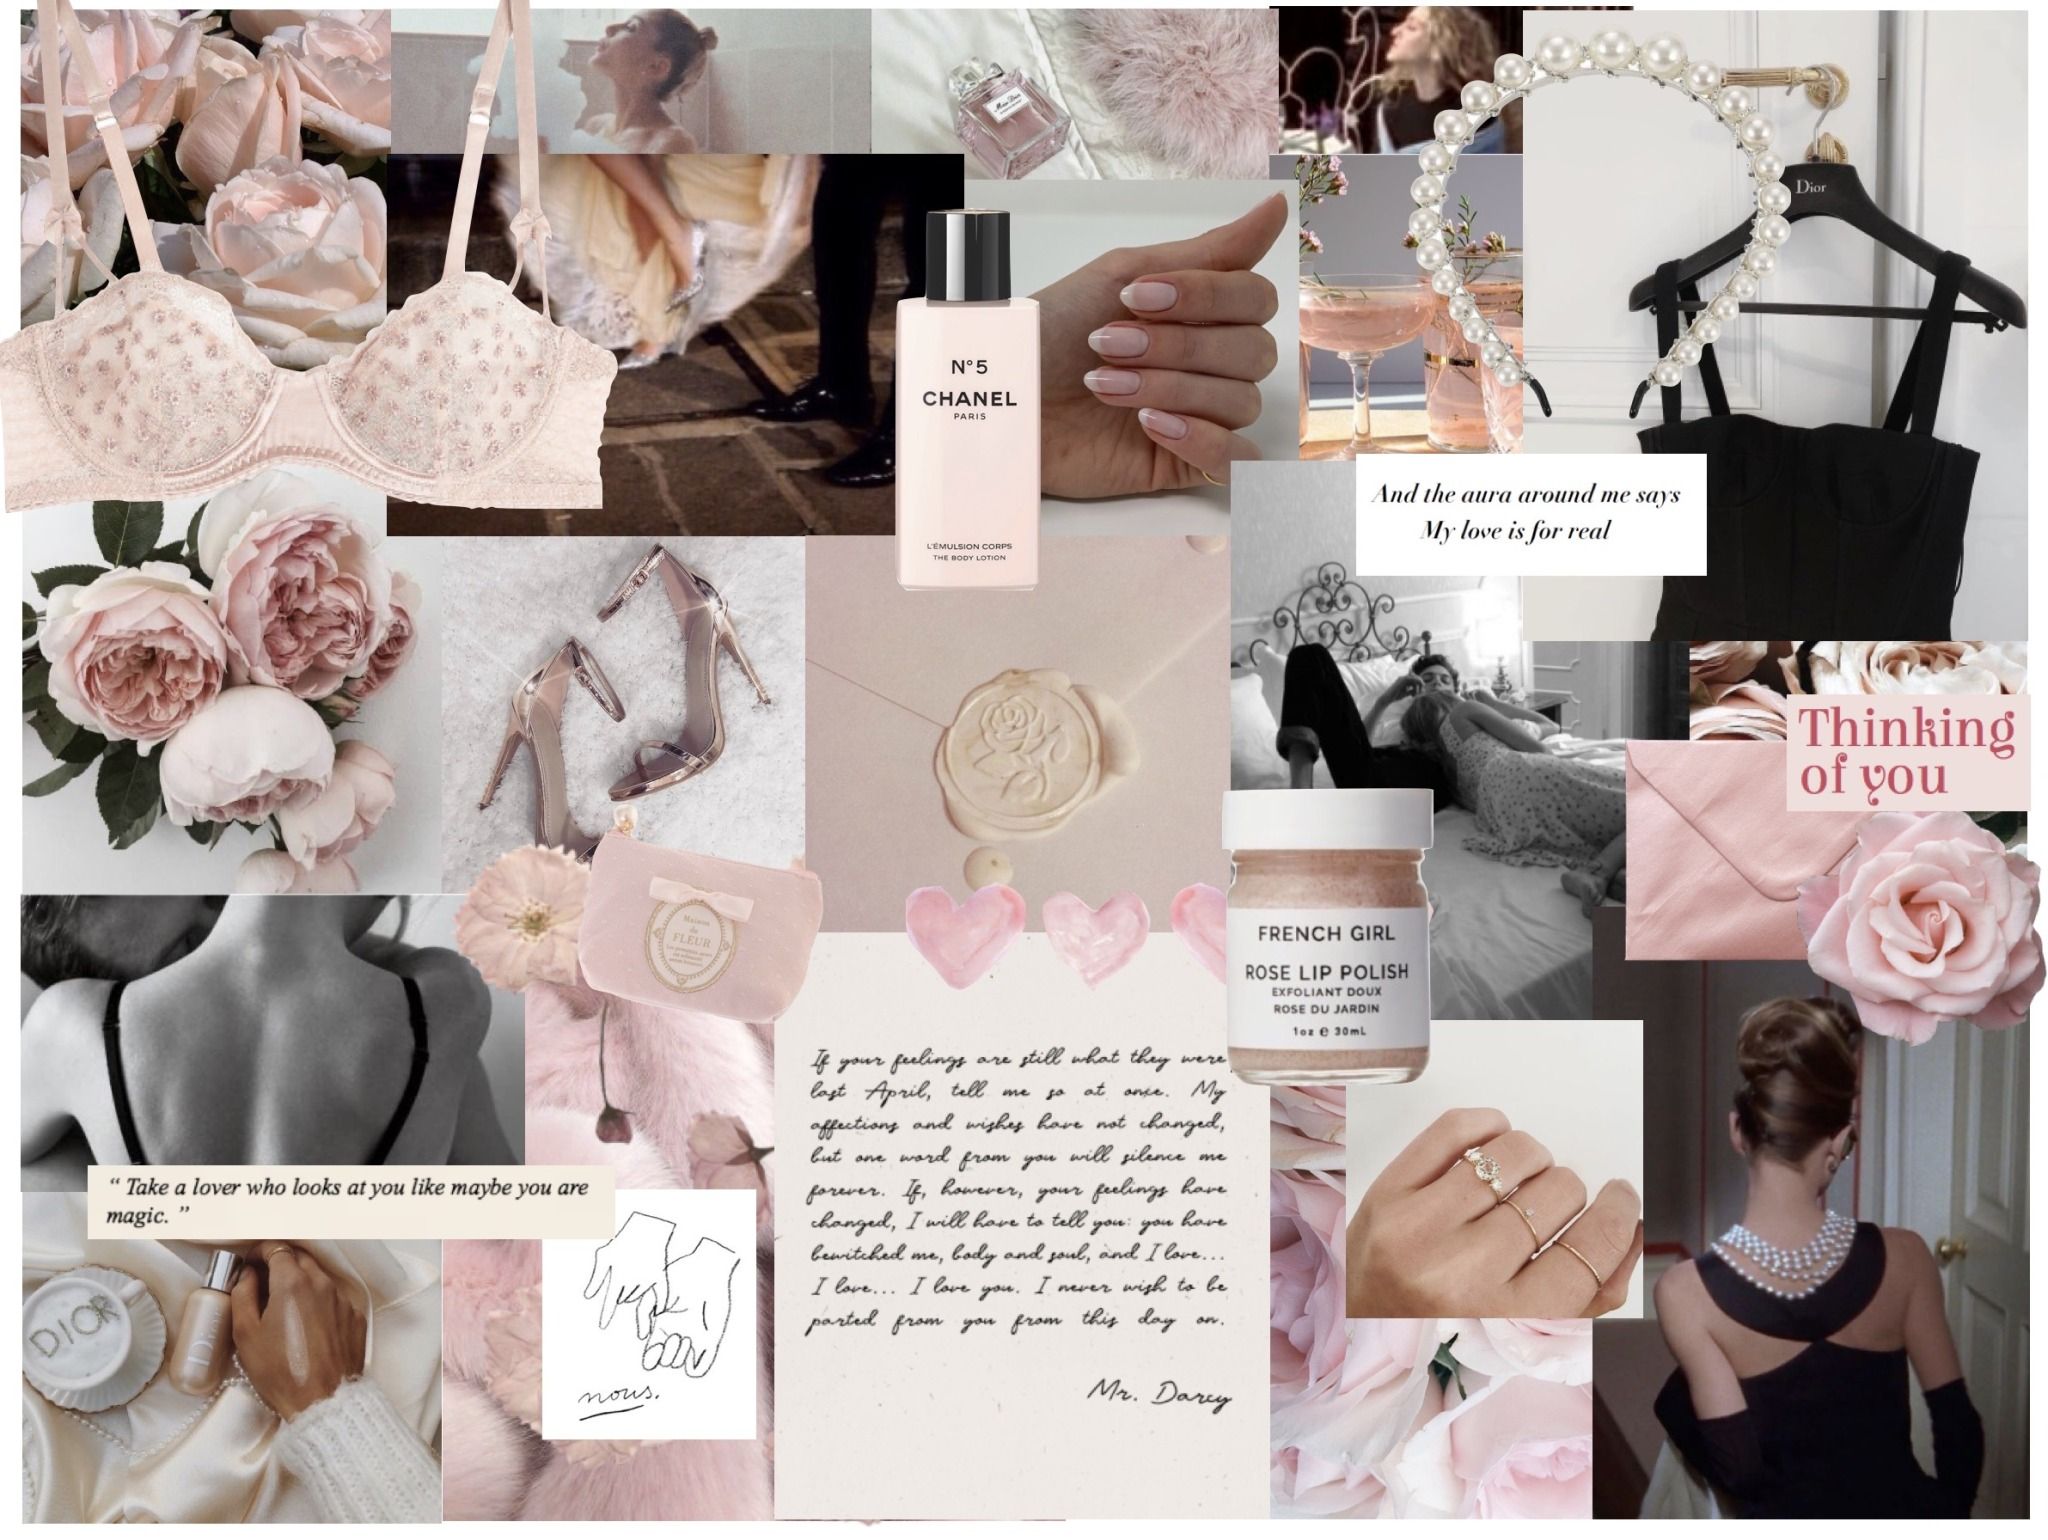 Miss Dior
Dior
N°5
CHANEL
PARIS
L'ÉMULSION CORPS
THE BODY LOTION
And the aura around me says
My love is for real
Thinking
of you
Maison
de
FLEUR
FRENCH GIRL
ROSE LIP POLISH
EXFOLIANT DOUX
ROSE DU JARDIN
1oz e 30mL
If your feelings are still what they were
last April, tell me so at once. My
affections and wishes have not changed,
but one word from you will silence me
forever. If, however, your feelings have
changed, I will have to tell you: you have
bewitched me, body and soul, and I love...
I love... I love you. I never wish to be
parted from you from this day on.
Mr. Darcy
“ Take a lover who looks at you like maybe you are
magic. ”
nous.
DIOR